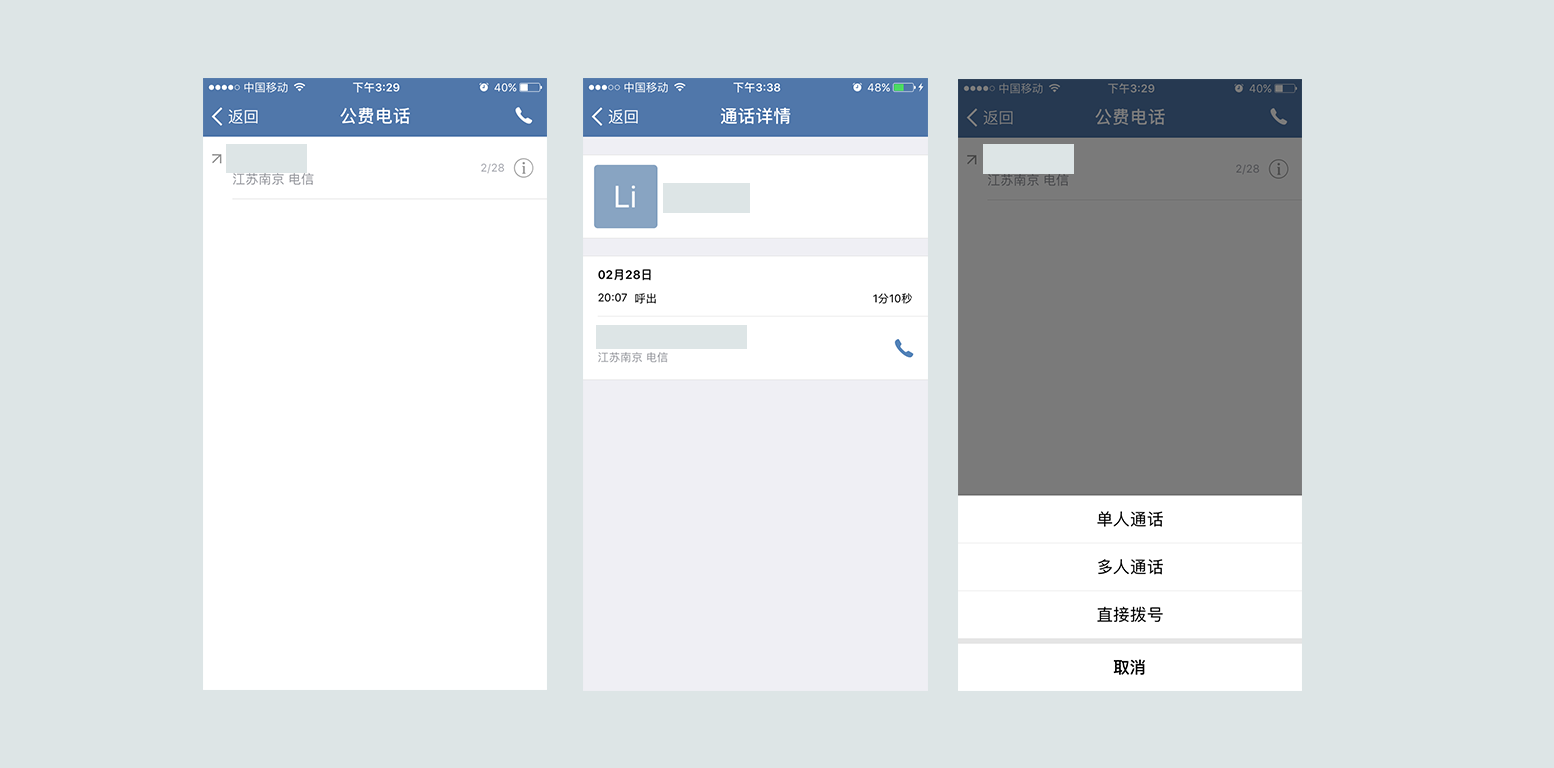 中国移动 下午3:29 40%
返回 公费电话
2/28
江苏南京 电信
中国移动 下午3:38 48%
返回 通话详情
Li
02月28日
20:07 呼出 1分10秒
江苏南京 电信
中国移动 下午3:29 40%
返回 公费电话
2/28
江苏南京 电信
单人通话
多人通话
直接拨号
取消